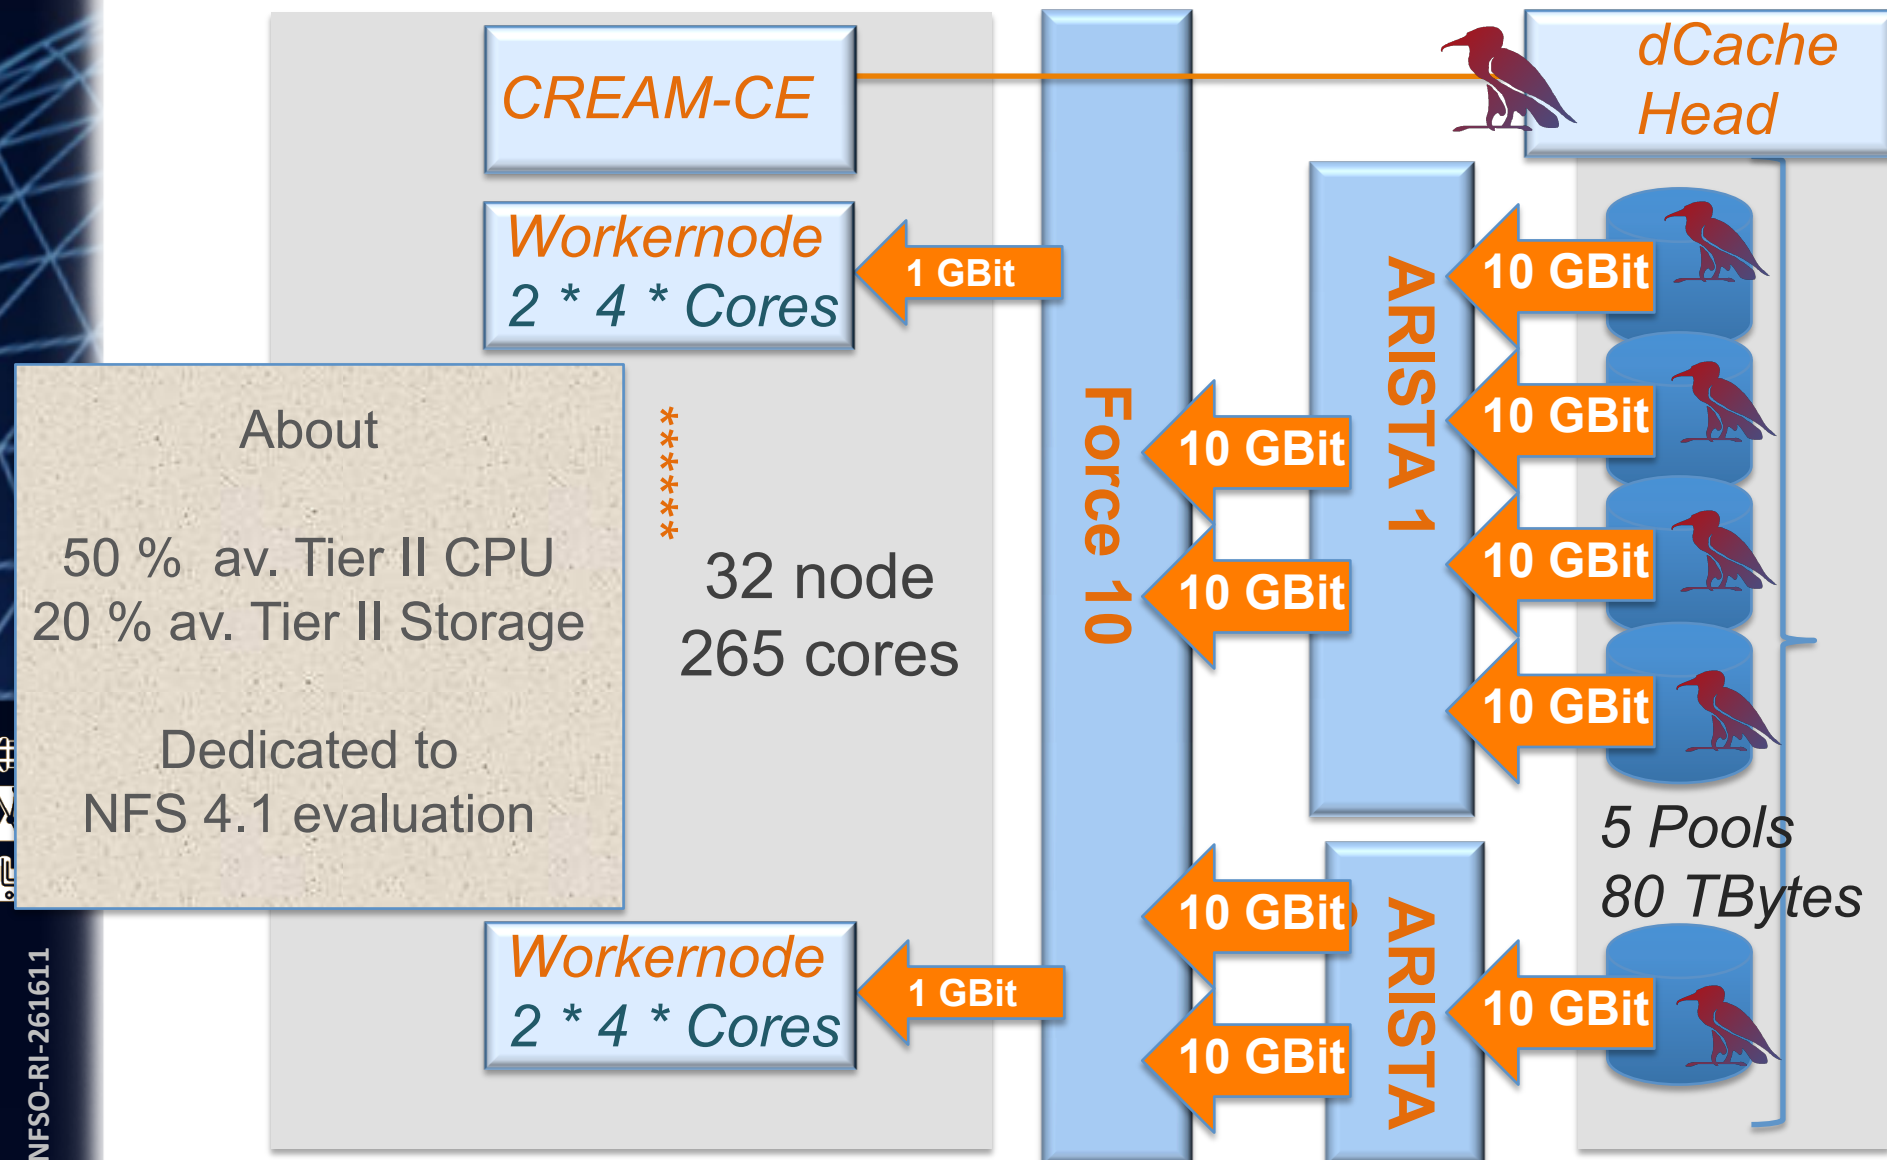 CREAM-CE
dCache
Head
Workernode
2 * 4 * Cores
1 GBit
10 GBit
10 GBit
10 GBit
10 GBit
ARISTA 1
10 GBit
10 GBit
Force 10
******
32 node
265 cores
About
50 % av. Tier II CPU
20 % av. Tier II Storage
Dedicated to
NFS 4.1 evaluation
5 Pools
80 TBytes
Workernode
2 * 4 * Cores
1 GBit
10 GBit
10 GBit
ARISTA
10 GBit
NFSO-RI-261611